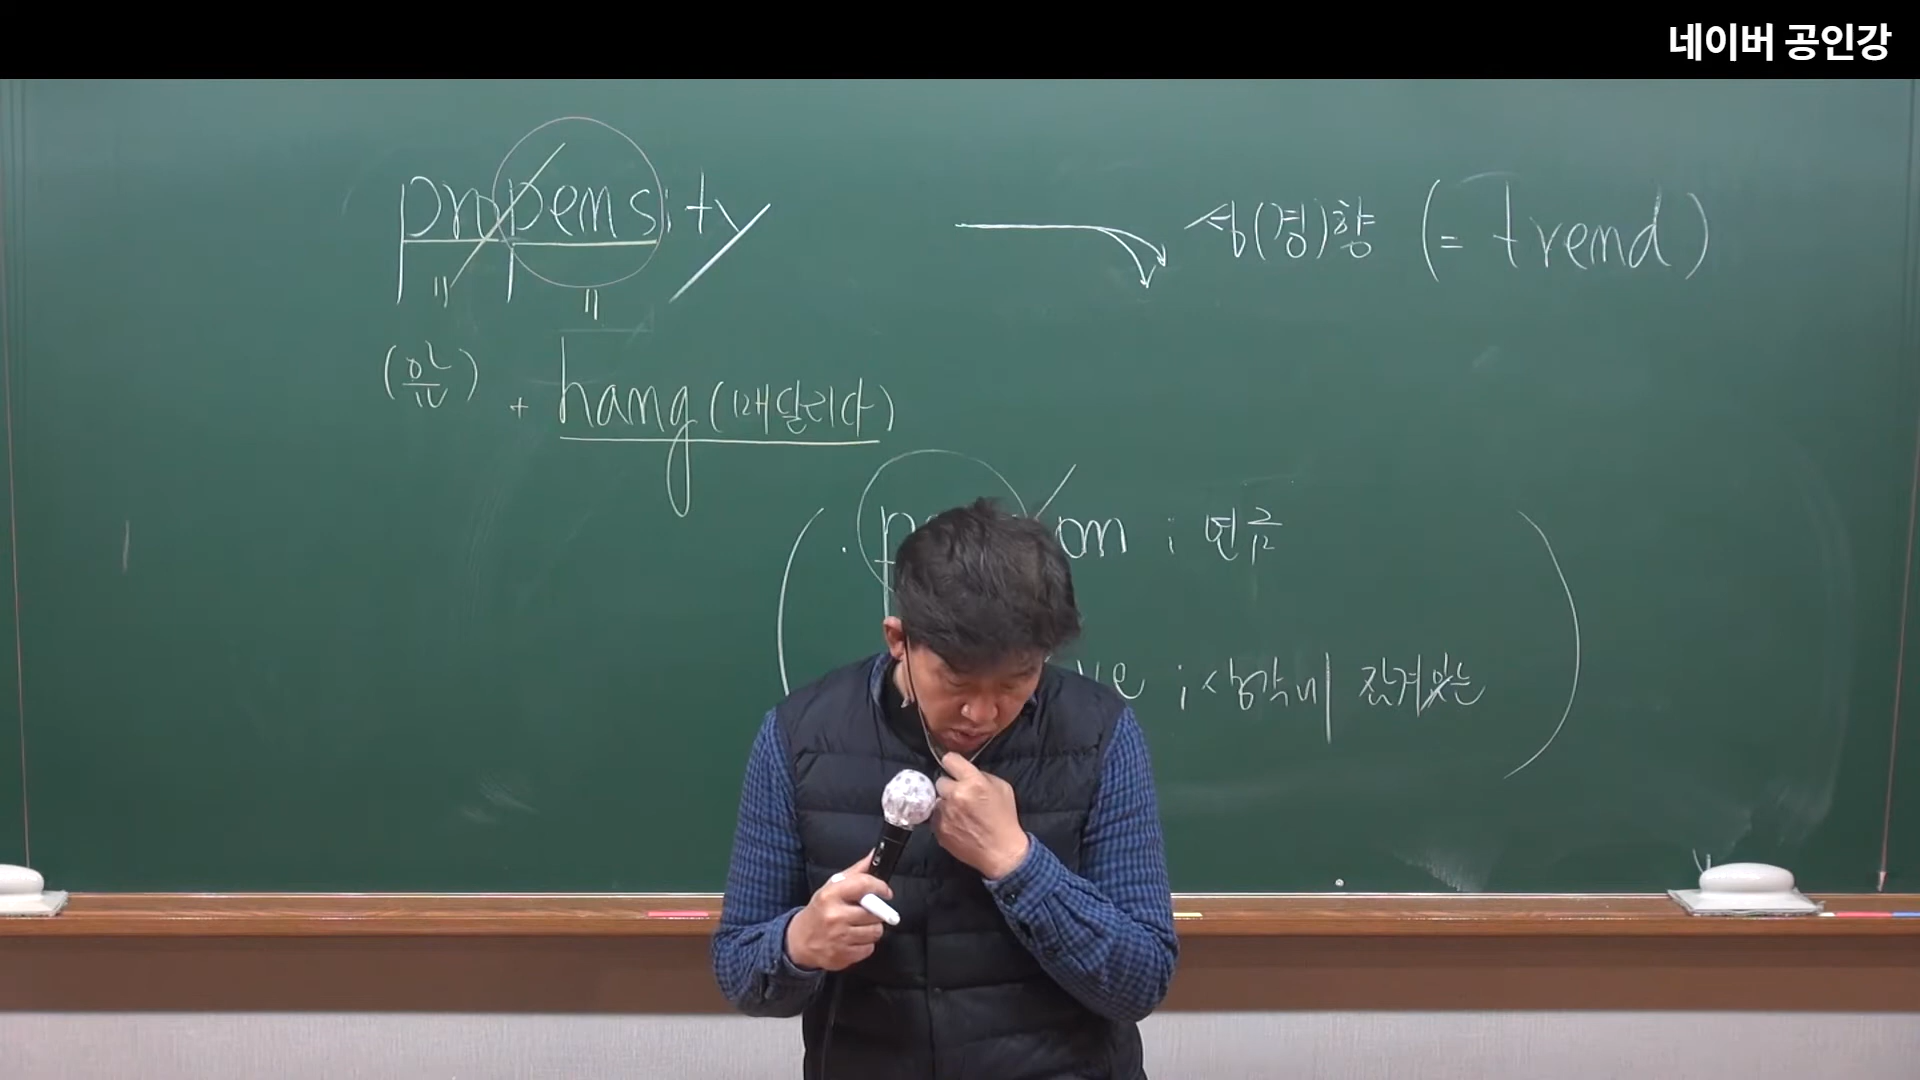 네이버 공인강
propensity 성(경)향 (= trend)
(앞) + hang (매달리다)
on ; 연금
ve ; 생각에 잠겨있는